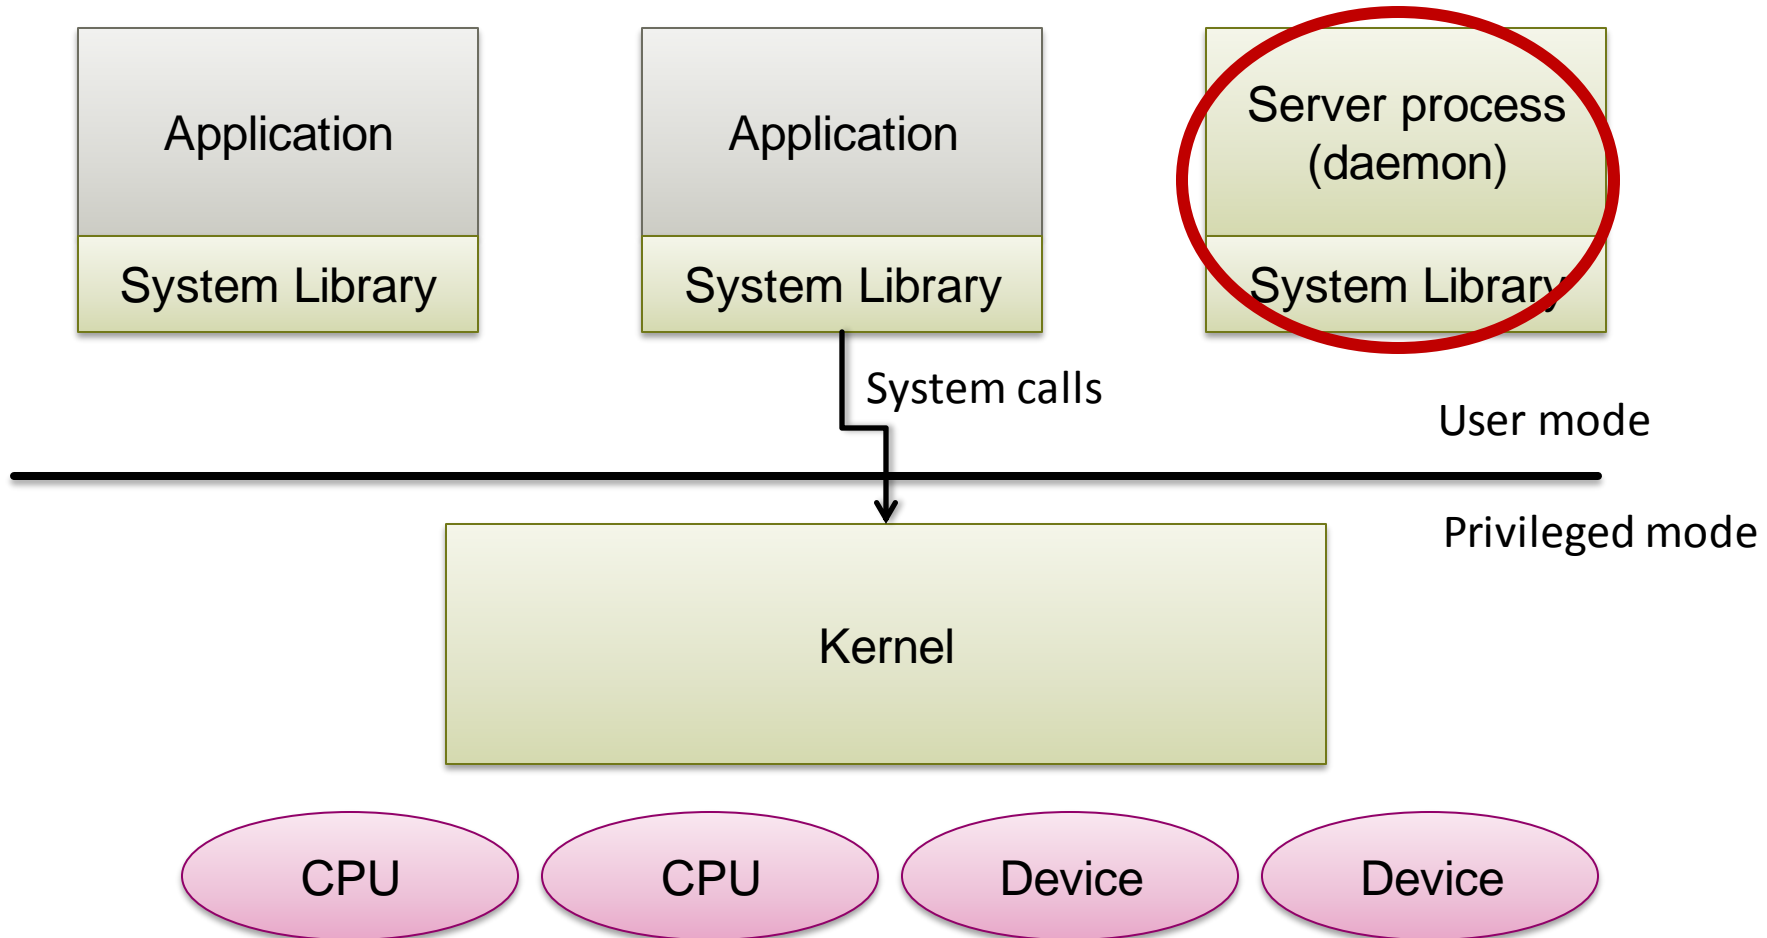 Application
Application
Server process
(daemon)
System Library
System Library
System Library
System calls
User mode
Privileged mode
Kernel
CPU
CPU
Device
Device